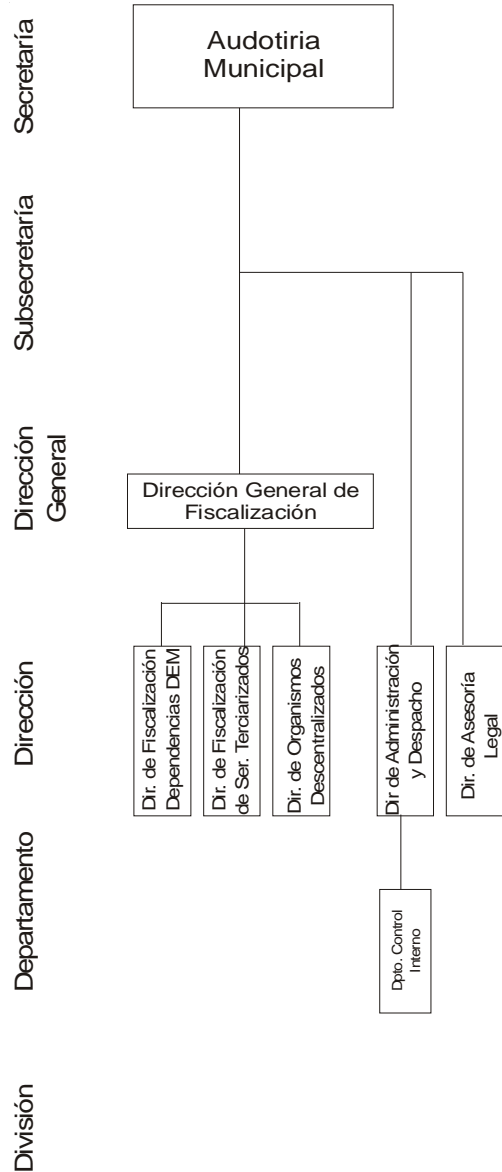 Secretaría
Audotiria
Municipal
Subsecretaría
Dirección
General
Dirección General de
Fiscalización
Dirección
Dir. de Fiscalización
Dependencias DEM
Dir. de Fiscalización
de Ser. Terciarizados
Dir. de Organismos
Descentralizados
Dir de Administración
y Despacho
Dir. de Asesoría
Legal
Departamento
Dpto. Control
Interno
División